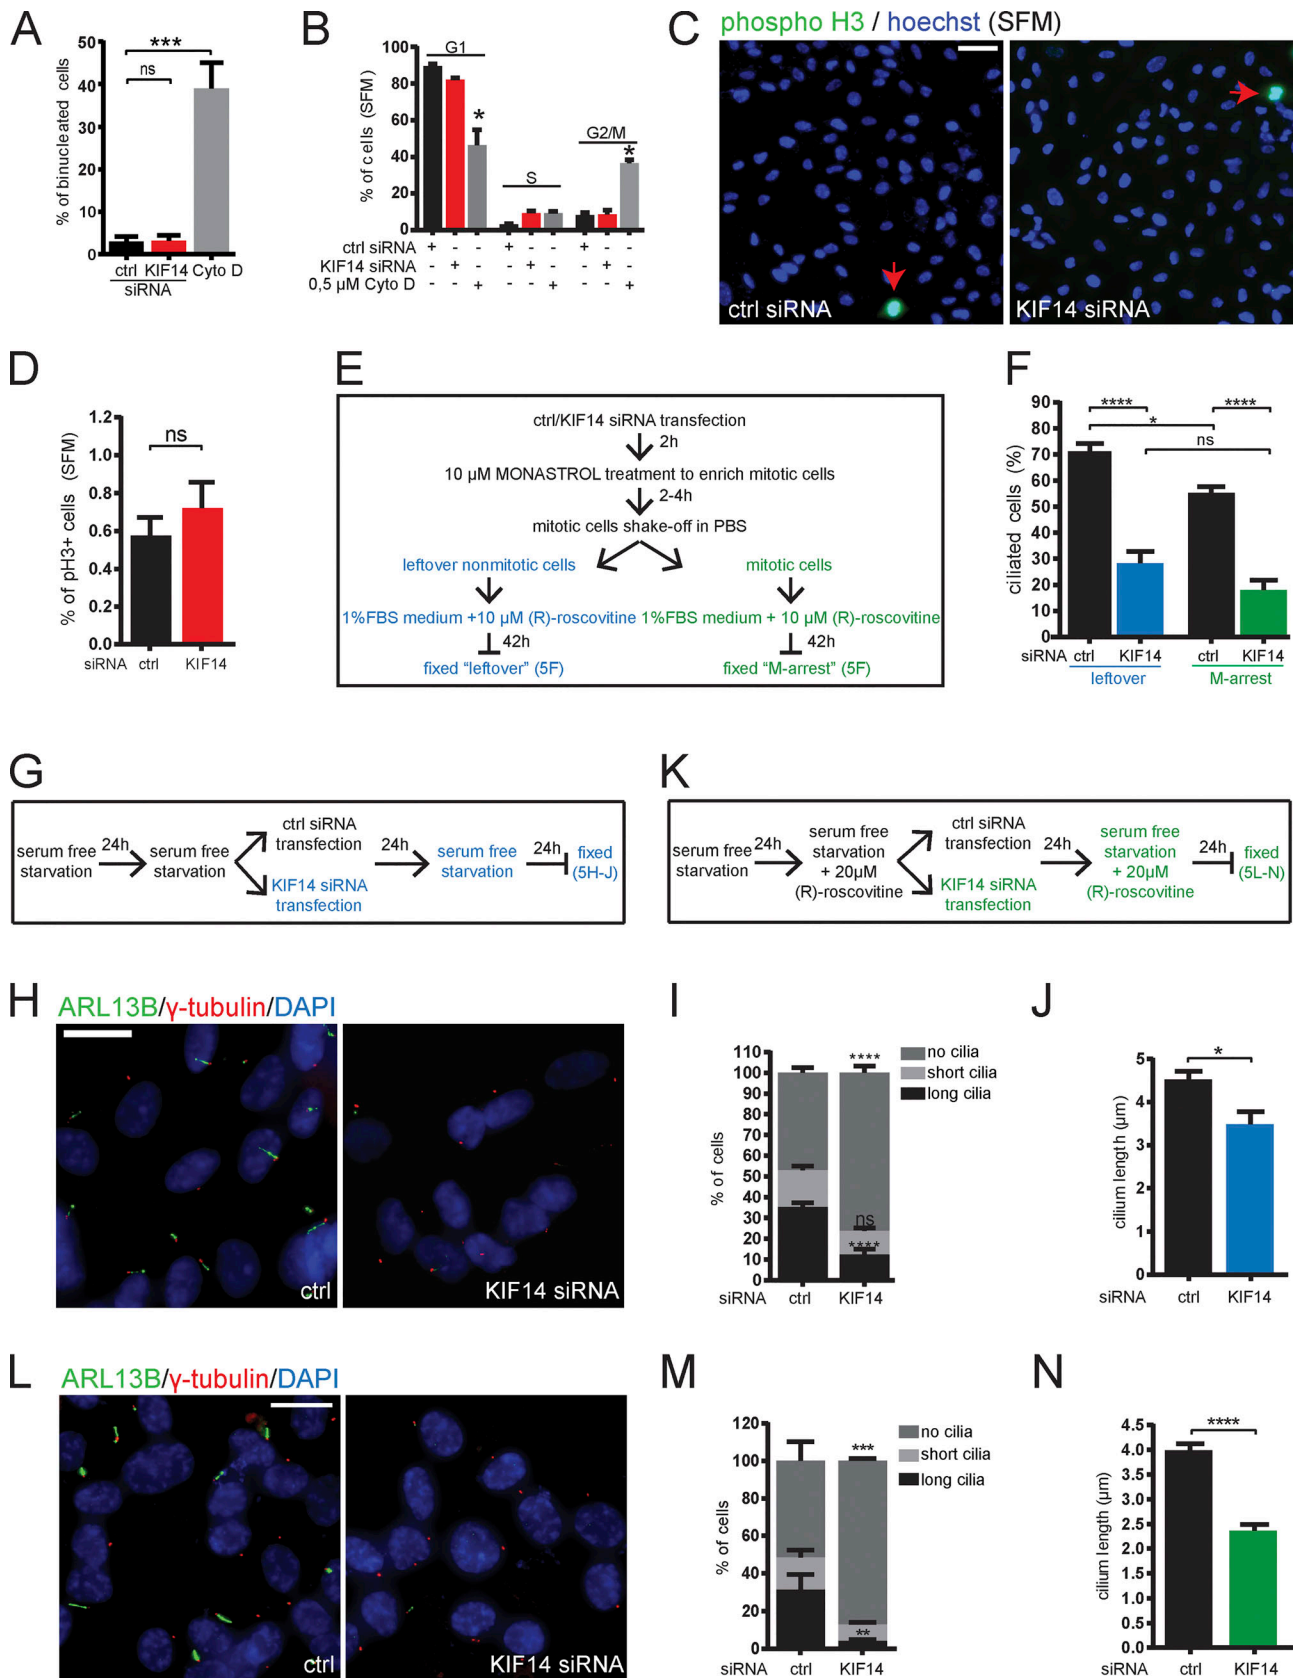 A
50
40
30
20
10
0
% of binucleated cells
***
ns
ctrl KIF14 Cyto D
siRNA
B
100
80
60
40
20
0
% of cells (SFM)
G1
*
S
G2/M
*
ctrl siRNA + - - + - - + - -
KIF14 siRNA - + - - + - - + -
0,5 µM Cyto D - - + - - + - - +
C
phospho H3 / hoechst (SFM)
ctrl siRNA
KIF14 siRNA
D
1.2
1.0
0.8
0.6
0.4
0.2
0.0
% of pH3+ cells (SFM)
ns
siRNA ctrl KIF14
E
ctrl/KIF14 siRNA transfection
2h
10 µM MONASTROL treatment to enrich mitotic cells
2-4h
mitotic cells shake-off in PBS
leftover nonmitotic cells mitotic cells
1%FBS medium +10 µM (R)-roscovitine 1%FBS medium + 10 µM (R)-roscovitine
42h 42h
fixed “leftover” (5F) fixed “M-arrest” (5F)
F
90
80
70
60
50
40
30
20
10
0
ciliated cells (%)
**** ****
*
ns
siRNA ctrl KIF14 ctrl KIF14
leftover M-arrest
G
serum free
starvation
24h
serum free
starvation
ctrl siRNA
transfection
KIF14 siRNA
transfection
24h
serum free
starvation
24h
fixed
(5H-J)
K
serum free
starvation
24h
serum free
starvation
+ 20µM
(R)-roscovitine
ctrl siRNA
transfection
KIF14 siRNA
transfection
24h
serum free
starvation
+ 20µM
(R)-roscovitine
24h
fixed
(5L-N)
H
ARL13B/γ-tubulin/DAPI
ctrl
KIF14 siRNA
I
110
100
90
80
70
60
50
40
30
20
10
0
% of cells
****
ns
****
no cilia
short cilia
long cilia
siRNA ctrl KIF14
J
5
4
3
2
1
0
cilium length (µm)
*
siRNA ctrl KIF14
L
ARL13B/γ-tubulin/DAPI
ctrl
KIF14 siRNA
M
120
100
80
60
40
20
0
% of cells
***
**
no cilia
short cilia
long cilia
siRNA ctrl KIF14
N
4.5
4.0
3.5
3.0
2.5
2.0
1.5
1.0
0.5
0.0
cilium length (µm)
****
siRNA ctrl KIF14